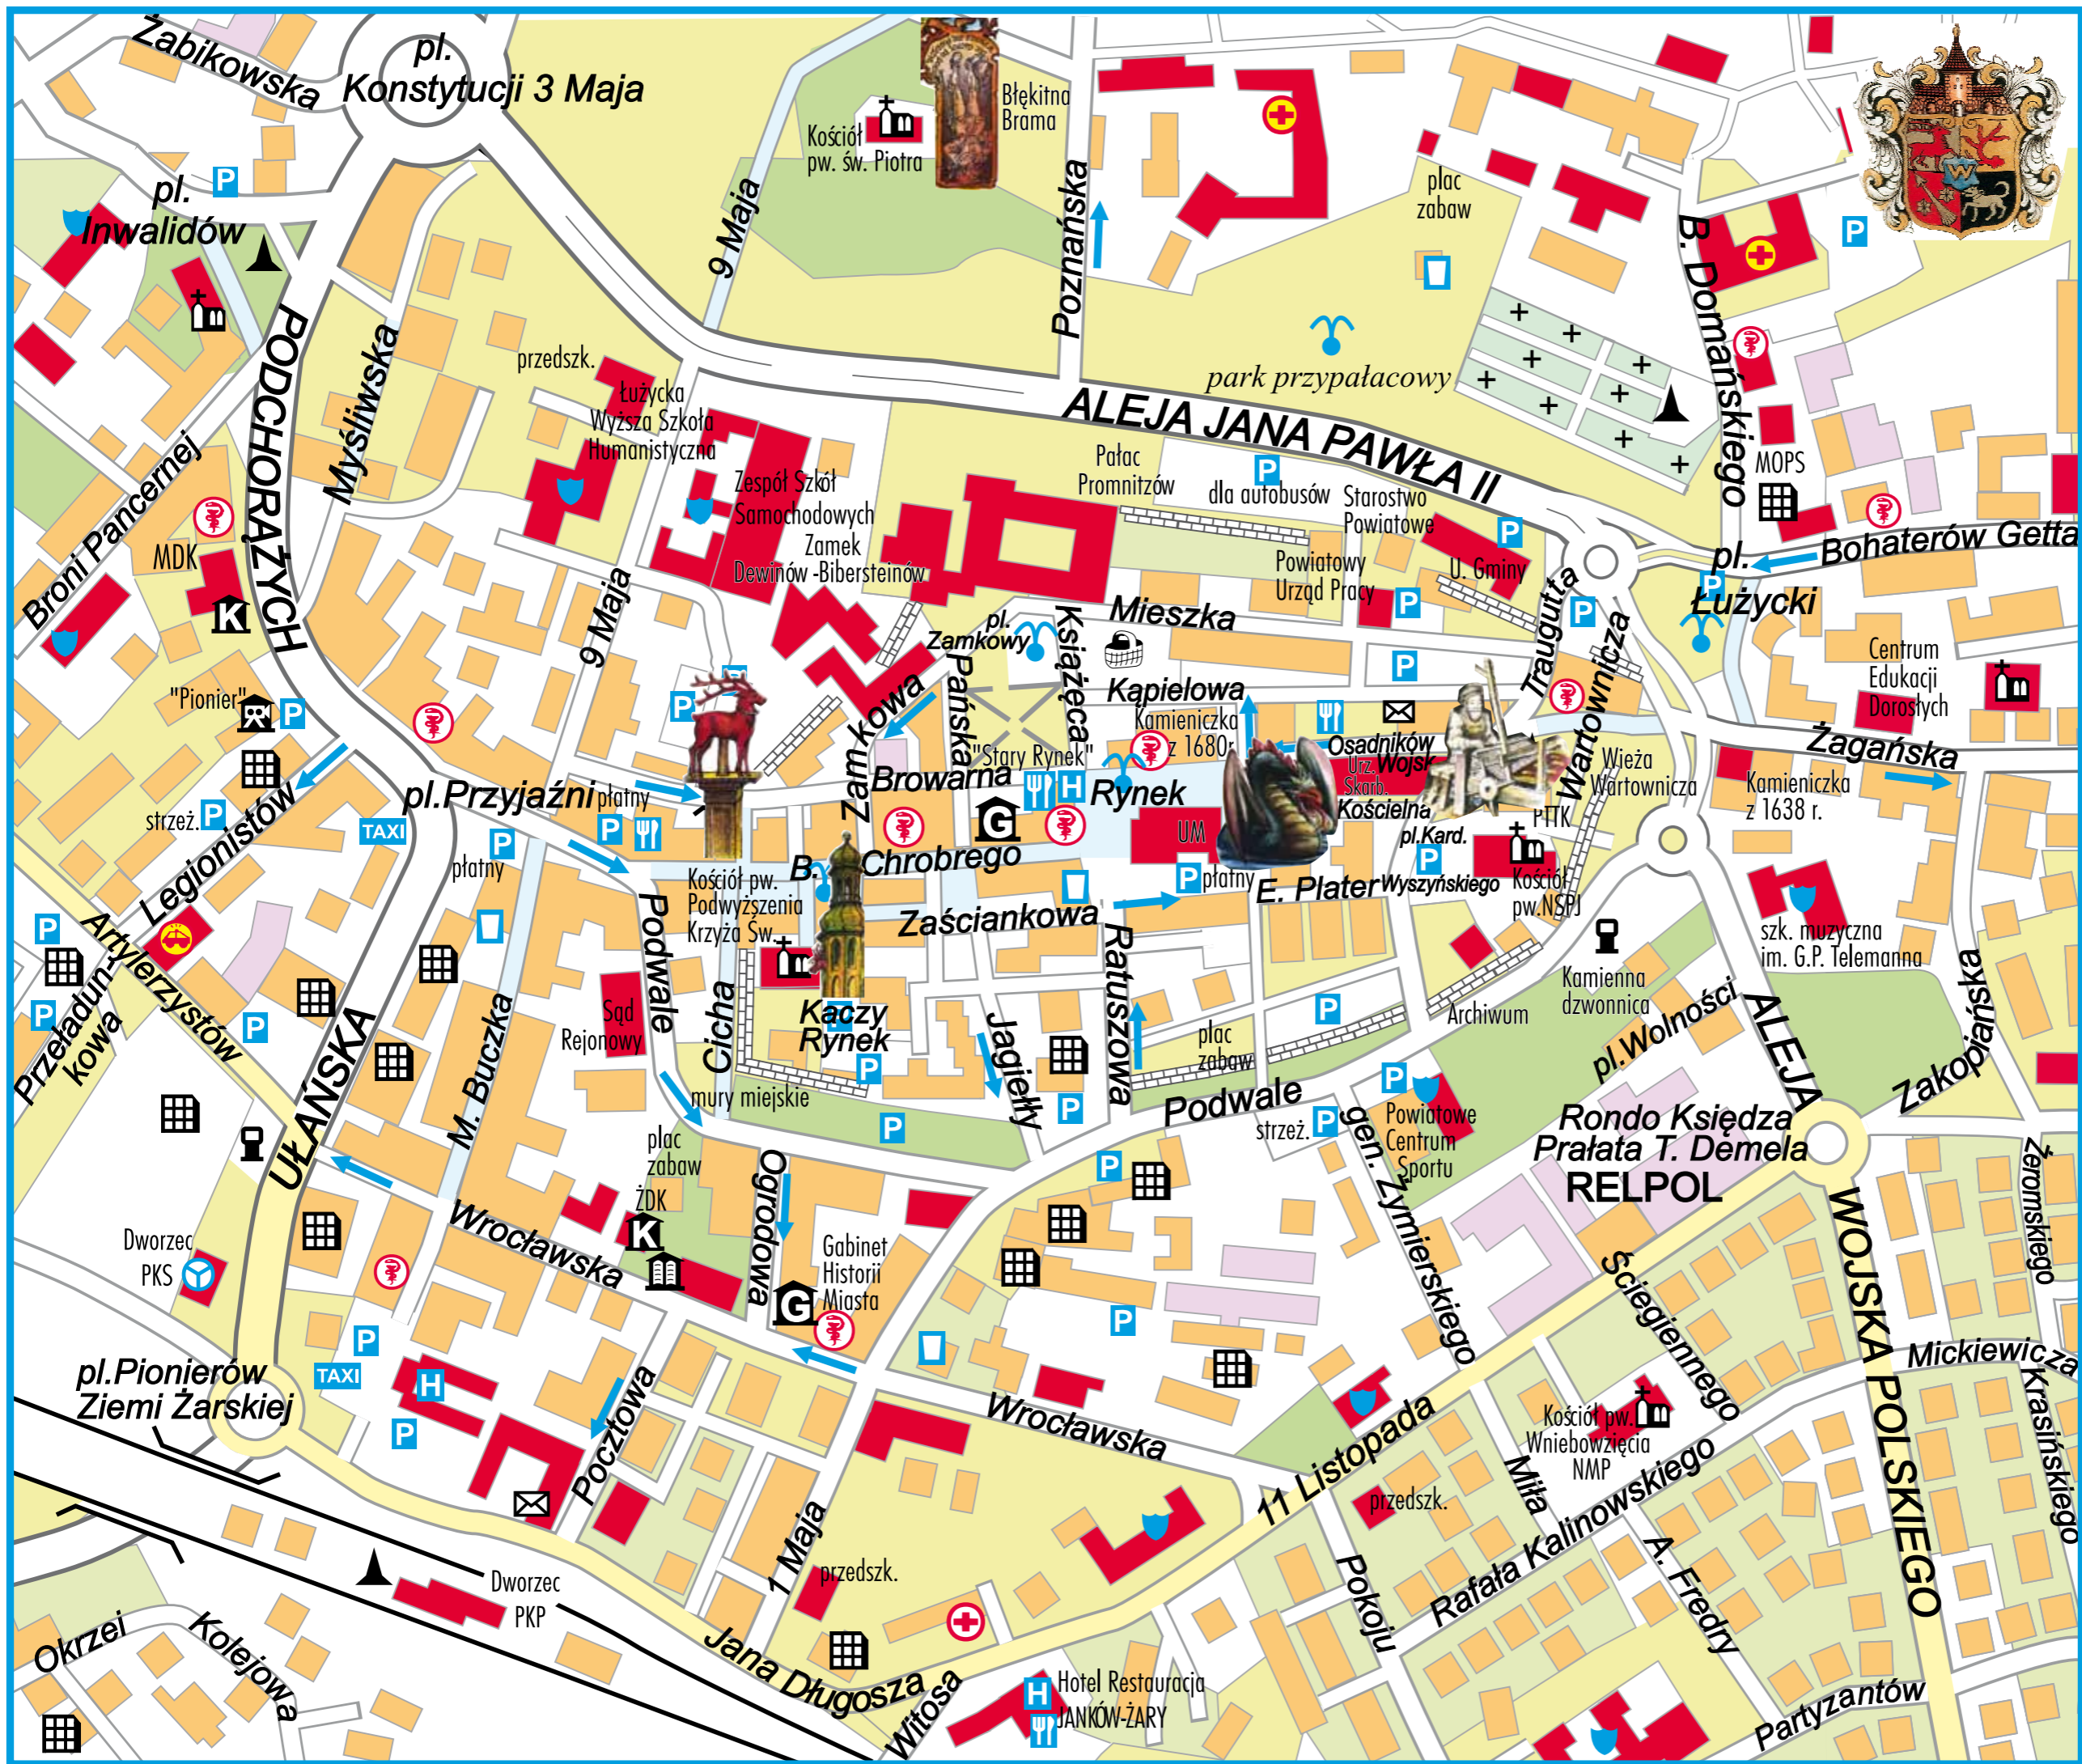 Żabikowska
pl.
Konstytucji 3 Maja
Błękitna
Brama
Kościół
pw. św. Piotra
9 Maja
Poznańska
plac
zabaw
B. Domańskiego
W
P
pl.
Inwalidów
P
PODCHORĄŻYCH
Myśliwska
przedszk.
Łużycka
Wyższa Szkoła
Humanistyczna
park przypałacowy
ALEJA JANA PAWŁA II
Broni Pancernej
Zespół Szkół
Samochodowych
Zamek
Dewinów -Bibersteinów
Pałac
Promnitzów
P
dla autobusów
Starostwo
Powiatowe
P
MOPS
MDK
K
9 Maja
Powiatowy
Urząd Pracy
P
U. Gminy
pl.
Łużycki
P
Bohaterów Getta
Mieszka
pl.
Zamkowy
Książęca
Traugutta
P
Wartownicza
"Pionier"
P
P
P
Zamkowa
Pańska
Kąpielowa
P
Kamieniczka
z 1680r.
Centrum
Edukacji
Dorosłych
Osadników
Wojsk.
Urz.
Skarb.
Kościelna
Wieża
Wartownicza
Żagańska
Kamieniczka
z 1638 r.
"Stary Rynek"
Browarna
H
Rynek
G
UM
pl.Przyjaźni
płatny
P
strzeż.
P
Legionistów
TAXI
P
płatny
PTTK
pl.Kard.
P
Wyszyńskiego
Kościół
pw.NSPJ
B.
Chrobrego
P
płatny
E. Plater
Kościół pw.
Podwyższenia
Krzyża Św.
Zaściankowa
Artylerzystów
P
P
Przeładun-
kowa
P
UŁAŃSKA
M. Buczka
Sąd
Rejonowy
Podwale
Cicha
Kaczy
Rynek
P
P
Jagiełły
Ratuszowa
P
plac
zabaw
P
Archiwum
Kamienna
dzwonnica
szk. muzyczna
im. G.P. Telemanna
pl.Wolności
ALEJA
Zakopiańska
mury miejskie
P
Podwale
P
Powiatowe
Centrum
Sportu
strzeż.
P
Rondo Księdza
Prałata T. Demela
RELPOL
plac
zabaw
ŻDK
K
Ogrodowa
P
gen. Żymierskiego
Żeromskiego
WOJSKA POLSKIEGO
Wrocławska
Gabinet
Historii
Miasta
G
Dworzec
PKS
P
TAXI
H
P
P
Ściegiennego
Mickiewicza
Krasińskiego
pl.Pionierów
Ziemi Żarskiej
Pocztowa
Wrocławska
11 Listopada
Kościół pw.
Wniebowzięcia
NMP
Miła
Rafała Kalinowskiego
A. Fredry
przedszk.
Pokoju
1 Maja
przedszk.
Dworzec
PKP
Okrzei
Kolejowa
Jana Długosza
Witosa
H
Hotel Restauracja
JANKÓW-ŻARY
Partyzantów